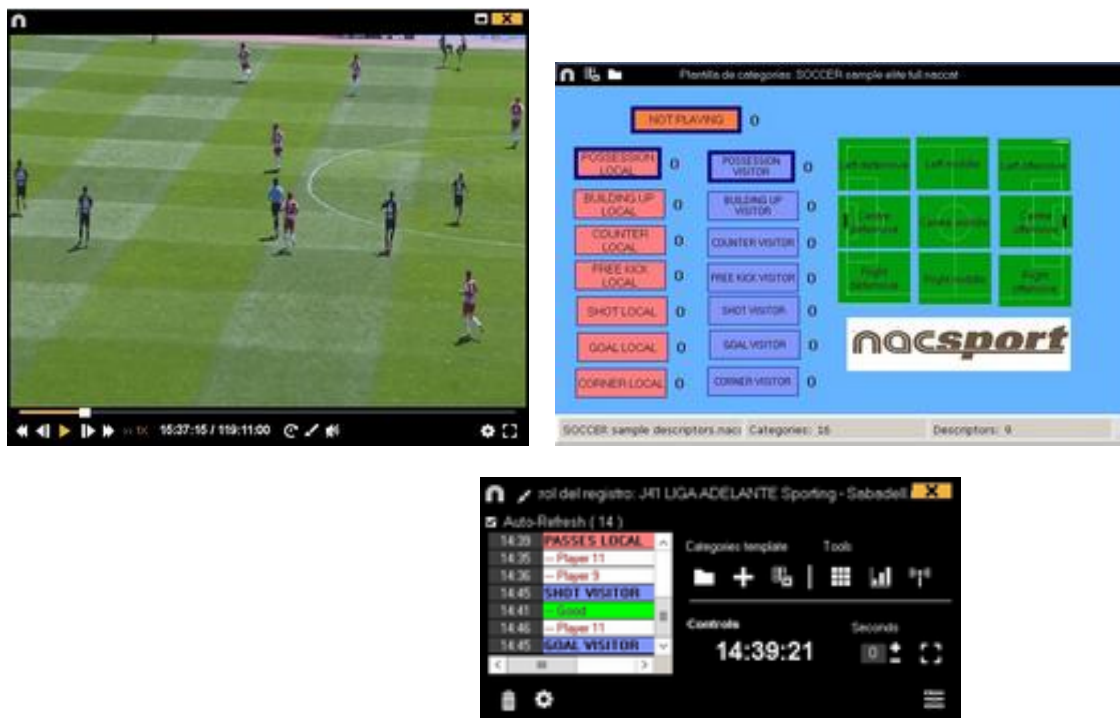 1X 15:37:15 / 119:11:00
Plantilla de categorias: SOCCER sample elite full.naccat
NOT PLAYING 0
POSSESSION LOCAL 0
POSSESSION VISITOR 0
BUILDING UP LOCAL 0
BUILDING UP VISITOR 0
COUNTER LOCAL 0
COUNTER VISITOR 0
FREE KICK LOCAL 0
FREE KICK VISITOR 0
SHOT LOCAL 0
SHOT VISITOR 0
GOAL LOCAL 0
GOAL VISITOR 0
CORNER LOCAL 0
CORNER VISITOR 0
Left defensive Left middle Left offensive
Centre defensive Centre middle Centre offensive
Right defensive Right middle Right offensive
nacsport
SOCCER sample descriptors.nacs Categories: 16 Descriptors: 9
rol del registro: J41 LIGA ADELANTE Sporting - Sabadell
Auto-Refresh ( 14 )
14:39 PASSES LOCAL
14:35 -- Player 11
14:36 -- Player 9
14:45 SHOT VISITOR
14:41 -- Good
14:46 -- Player 11
14:45 GOAL VISITOR
Categories template Tools
Controls Seconds
14:39:21 0